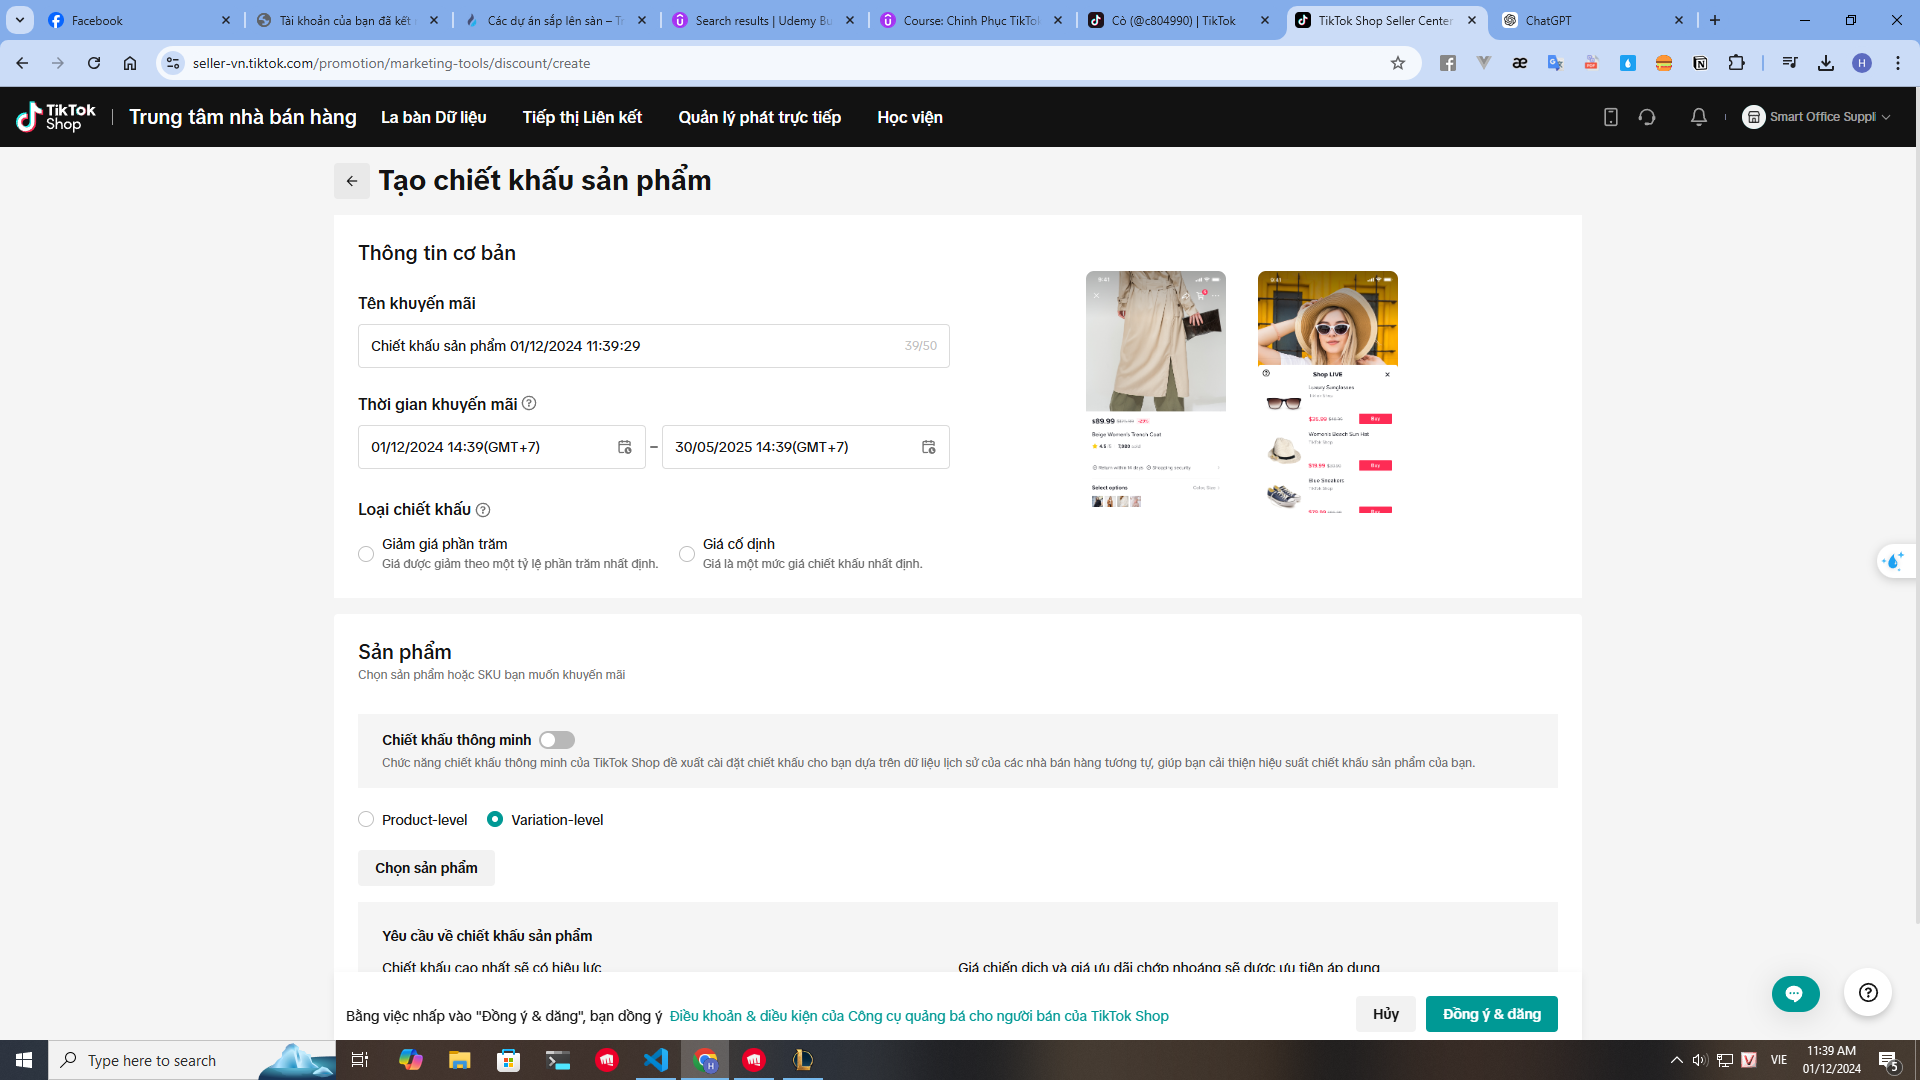 Facebook
Tài khoản của bạn đã kết
Các dự án sắp lên sàn – Tr
Search results | Udemy Bu
Course: Chinh Phục TikTok
Cò (@c804990) | TikTok
TikTok Shop Seller Center
ChatGPT
seller-vn.tiktok.com/promotion/marketing-tools/discount/create
TikTok Shop
Trung tâm nhà bán hàng
La bàn Dữ liệu
Tiếp thị Liên kết
Quản lý phát trực tiếp
Học viện
Smart Office Suppl
Tạo chiết khấu sản phẩm
Thông tin cơ bản
Tên khuyến mãi
Chiết khấu sản phẩm 01/12/2024 11:39:29
39/50
Thời gian khuyến mãi
01/12/2024 14:39(GMT+7)
–
30/05/2025 14:39(GMT+7)
Loại chiết khấu
Giảm giá phần trăm
Giá được giảm theo một tỷ lệ phần trăm nhất định.
Giá cố định
Giá là một mức giá chiết khấu nhất định.
9:41
$89.99
Beige Women's Trench Coat
4.5
Select options
9:41
Shop LIVE
Luxury Sunglasses
Buy
Women's Beach Sun Hat
TikTok Shop
$19.99
Buy
Blue Sneakers
TikTok Shop
$79.99
Buy
Sản phẩm
Chọn sản phẩm hoặc SKU bạn muốn khuyến mãi
Chiết khấu thông minh
Chức năng chiết khấu thông minh của TikTok Shop đề xuất cài đặt chiết khấu cho bạn dựa trên dữ liệu lịch sử của các nhà bán hàng tương tự, giúp bạn cải thiện hiệu suất chiết khấu sản phẩm của bạn.
Product-level
Variation-level
Chọn sản phẩm
Yêu cầu về chiết khấu sản phẩm
Chiết khấu cao nhất sẽ có hiệu lực
Giá chiến dịch và giá ưu đãi chớp nhoáng sẽ được ưu tiên áp dụng
Bằng việc nhấp vào "Đồng ý & đăng", bạn đồng ý Điều khoản & điều kiện của Công cụ quảng bá cho người bán của TikTok Shop
Hủy
Đồng ý & đăng
Type here to search
VIE
11:39 AM
01/12/2024
5